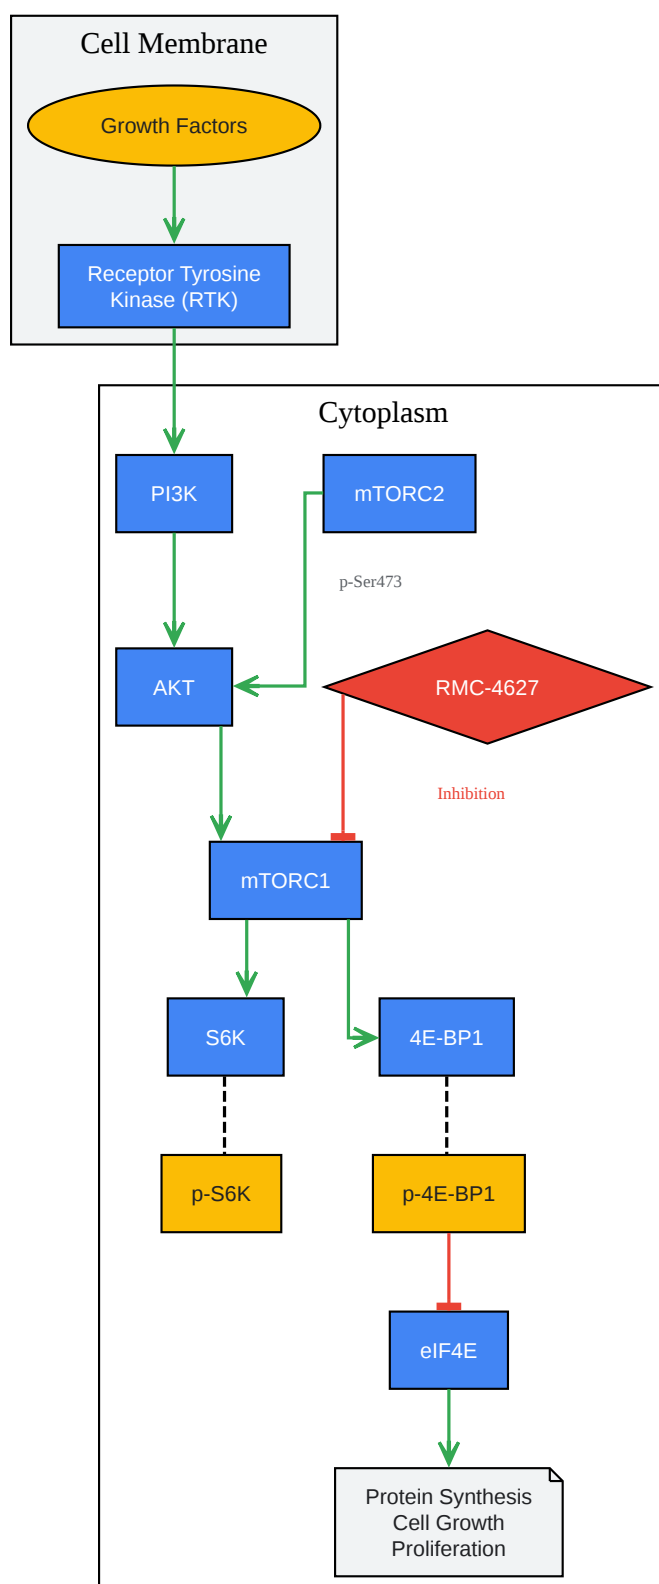 Cell Membrane
Growth Factors
Receptor Tyrosine
Kinase (RTK)
Cytoplasm
PI3K
mTORC2
p-Ser473
AKT
RMC-4627
Inhibition
mTORC1
S6K
4E-BP1
p-S6K
p-4E-BP1
eIF4E
Protein Synthesis
Cell Growth
Proliferation